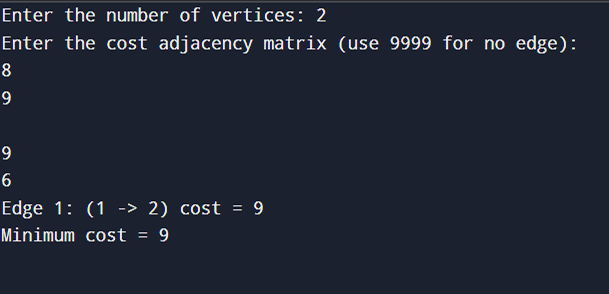 Enter the number of vertices: 2
Enter the cost adjacency matrix (use 9999 for no edge):
8
9
9
6
Edge 1: (1 -> 2) cost = 9
Minimum cost = 9